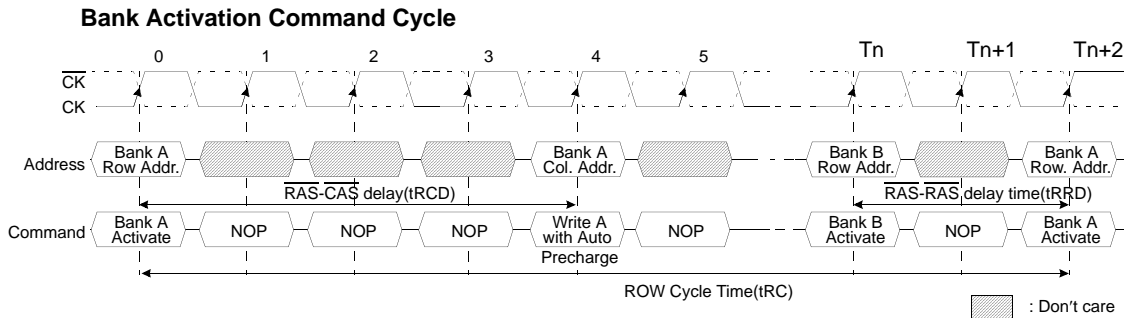 Bank Activation Command Cycle
0 1 2 3 4 5 Tn Tn+1 Tn+2
CK
CK
Address
Bank A
Row Addr.
Bank A
Col. Addr.
Bank B
Row Addr.
Bank A
Row. Addr.
RAS-CAS delay(tRCD)
RAS-RAS delay time(tRRD)
Command
Bank A
Activate
NOP
NOP
NOP
Write A
with Auto
Precharge
NOP
Bank B
Activate
NOP
Bank A
Activate
ROW Cycle Time(tRC)
: Don't care